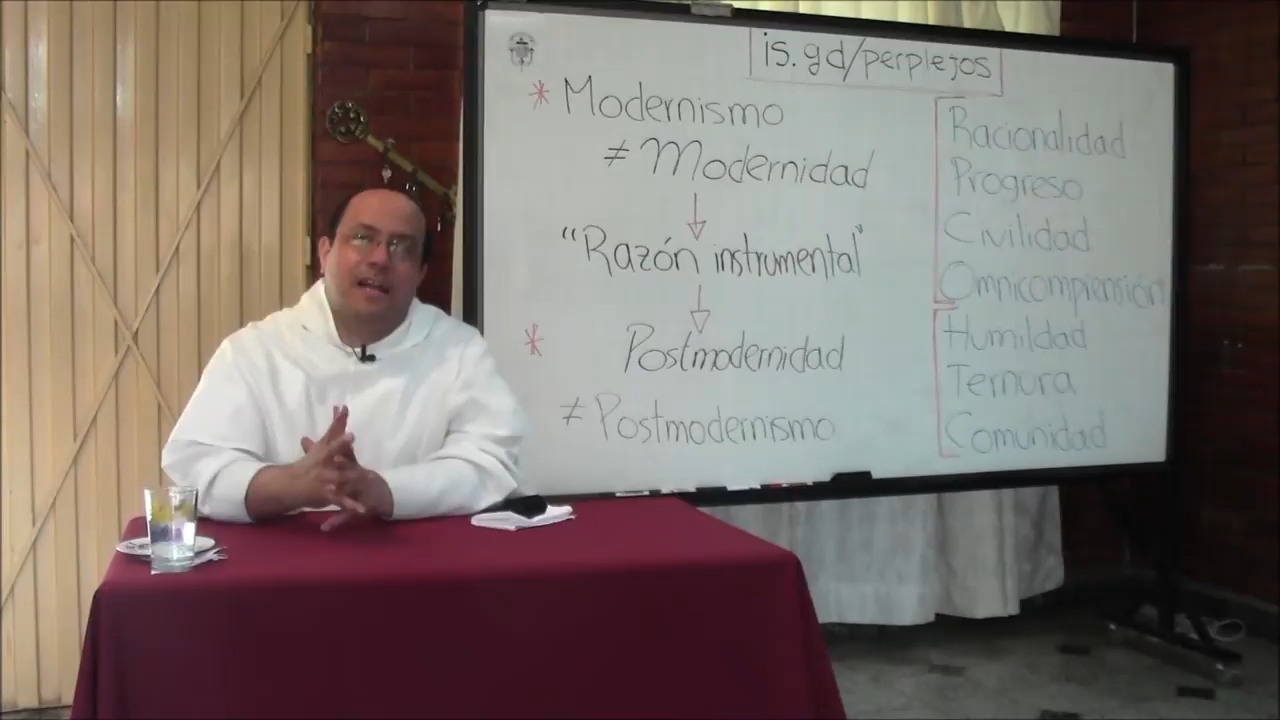 is.gd/perplejos
* Modernismo
≠ Modernidad
"Razón instrumental"
* Postmodernidad
≠ Postmodernismo
Racionalidad
Progreso
Civilidad
Omnicomprensión
Humildad
Ternura
Comunidad